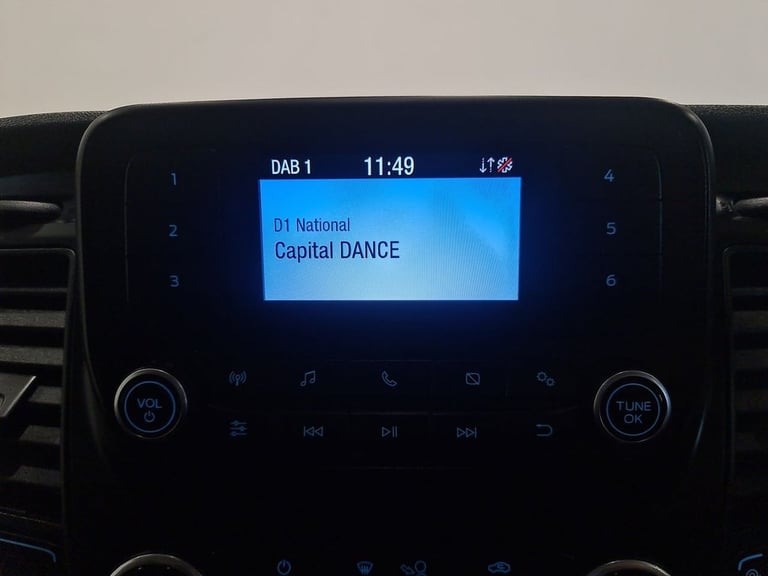 DAB 1 11:49
1
4
D1 National
2
5
Capital DANCE
3
6
VOL
TUNE
OK